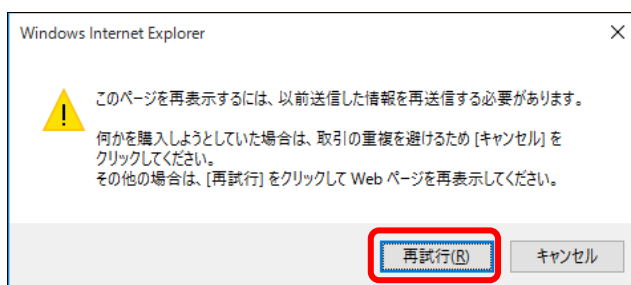 Windows Internet Explorer
このページを再表示するには、以前送信した情報を再送信する必要があります。
何かを購入しようとしていた場合は、取引の重複を避けるため [キャンセル] を
クリックしてください。
その他の場合は、[再試行] をクリックして Web ページを再表示してください。
再試行(R)
キャンセル